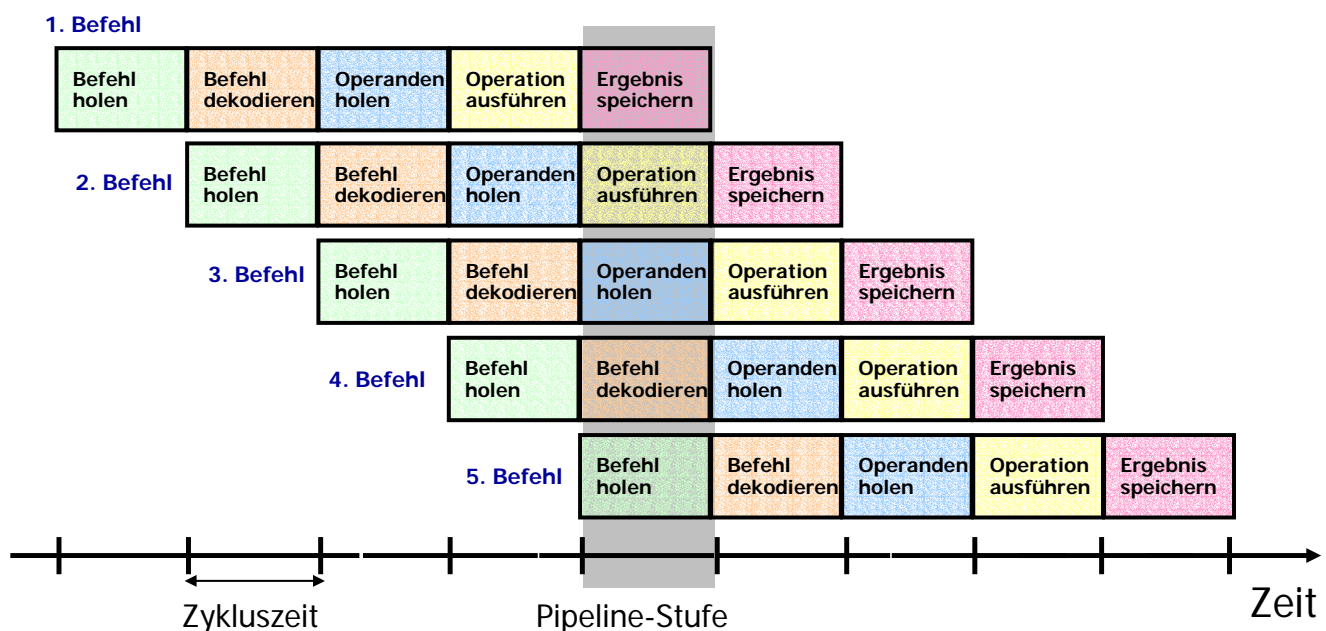 1. Befehl
Befehl
holen
Befehl
dekodieren
Operanden
holen
Operation
ausführen
Ergebnis
speichern
2. Befehl
Befehl
holen
Befehl
dekodieren
Operanden
holen
Operation
ausführen
Ergebnis
speichern
3. Befehl
Befehl
holen
Befehl
dekodieren
Operanden
holen
Operation
ausführen
Ergebnis
speichern
4. Befehl
Befehl
holen
Befehl
dekodieren
Operanden
holen
Operation
ausführen
Ergebnis
speichern
5. Befehl
Befehl
holen
Befehl
dekodieren
Operanden
holen
Operation
ausführen
Ergebnis
speichern
Zykluszeit
Pipeline-Stufe
Zeit